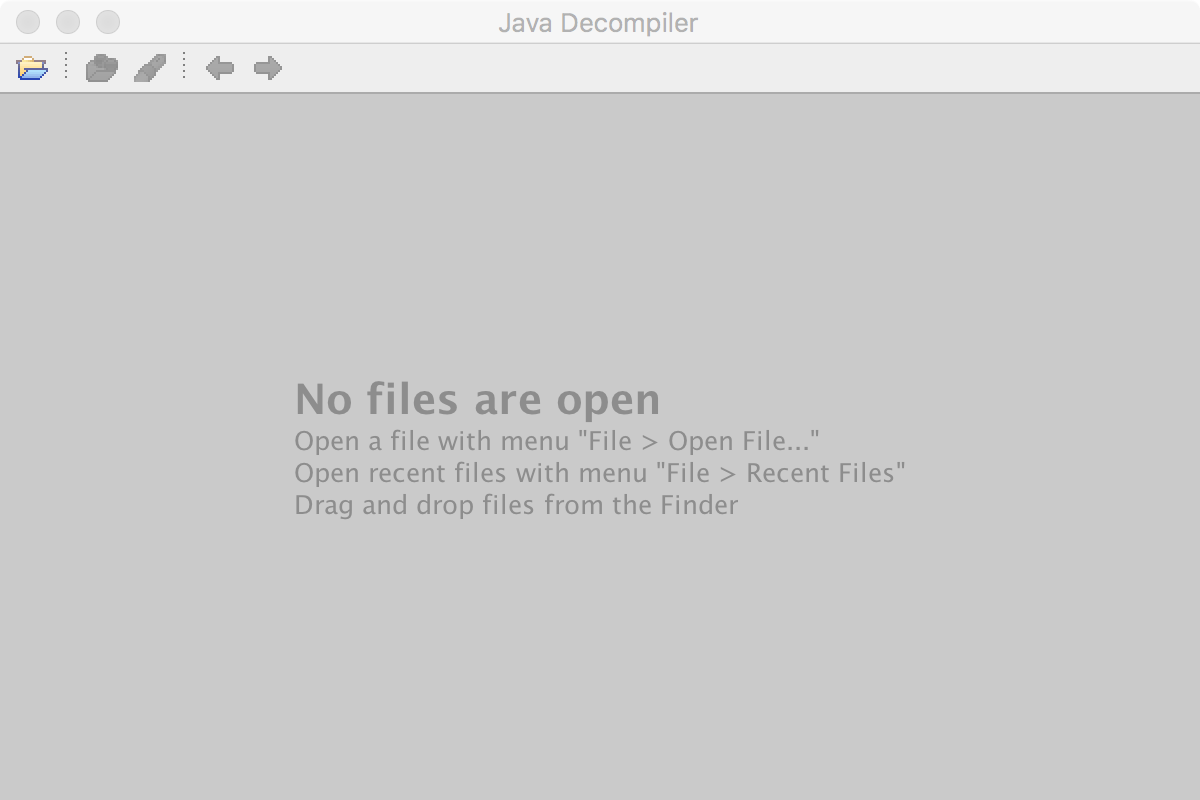 Java Decompiler
No files are open
Open a file with menu "File > Open File..."
Open recent files with menu "File > Recent Files"
Drag and drop files from the Finder